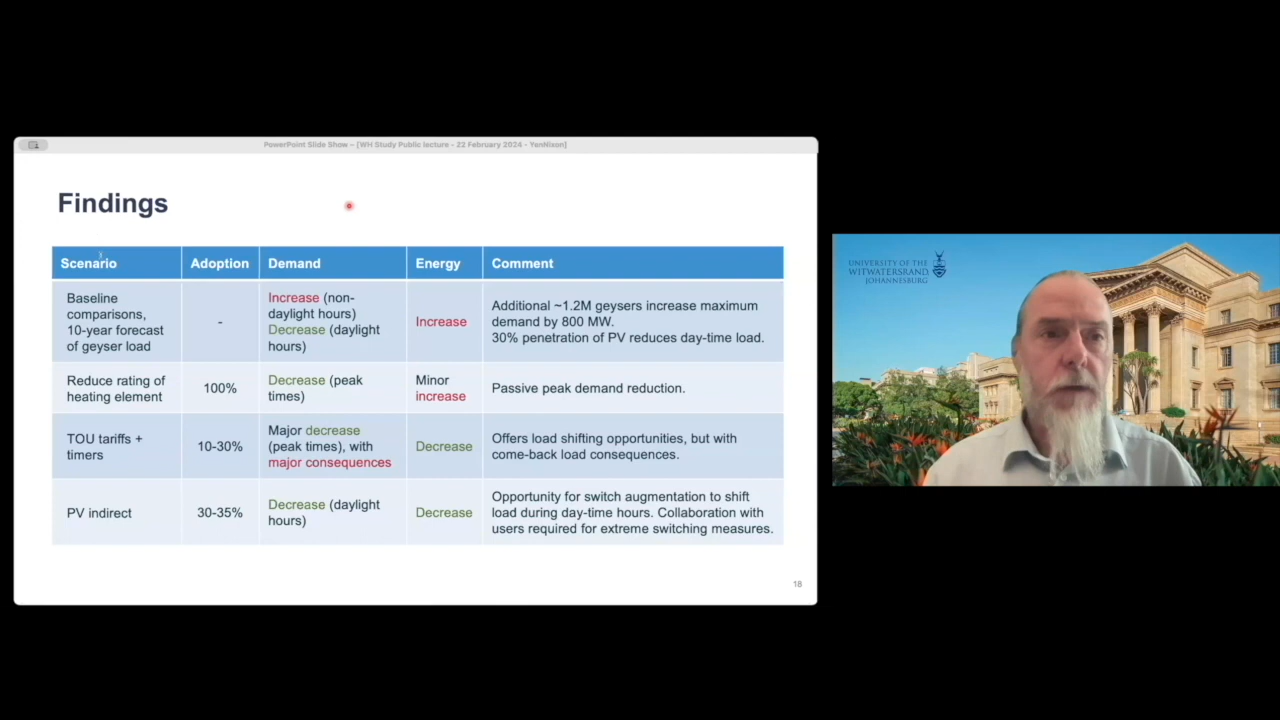 PowerPoint Slide Show – [WH Study Public lecture - 22 February 2024 - YenNixon]
Findings
Scenario Adoption Demand Energy Comment
Baseline
comparisons,
10-year forecast
of geyser load
-
Increase (non-
daylight hours)
Decrease (daylight
hours)
Increase
Additional ~1.2M geysers increase maximum
demand by 800 MW.
30% penetration of PV reduces day-time load.
Reduce rating of
heating element
100%
Decrease (peak
times)
Minor
increase
Passive peak demand reduction.
TOU tariffs +
timers
10-30%
Major decrease
(peak times), with
major consequences
Decrease
Offers load shifting opportunities, but with
come-back load consequences.
PV indirect
30-35%
Decrease (daylight
hours)
Decrease
Opportunity for switch augmentation to shift
load during day-time hours. Collaboration with
users required for extreme switching measures.
18
UNIVERSITY OF THE
WITWATERSRAND,
JOHANNESBURG